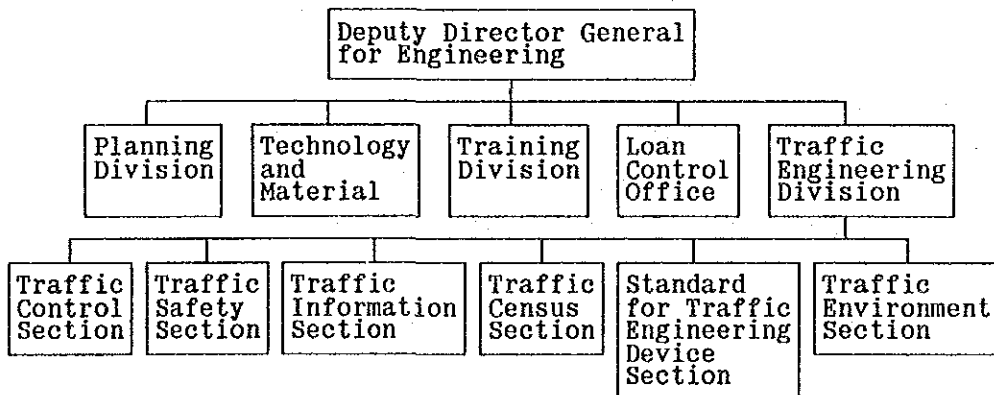 Deputy Director General
for Engineering
Planning
Division
Technology
and
Material
Training
Division
Loan
Control
Office
Traffic
Engineering
Division
Traffic
Control
Section
Traffic
Safety
Section
Traffic
Information
Section
Traffic
Census
Section
Standard
for Traffic
Engineering
Device
Section
Traffic
Environment
Section